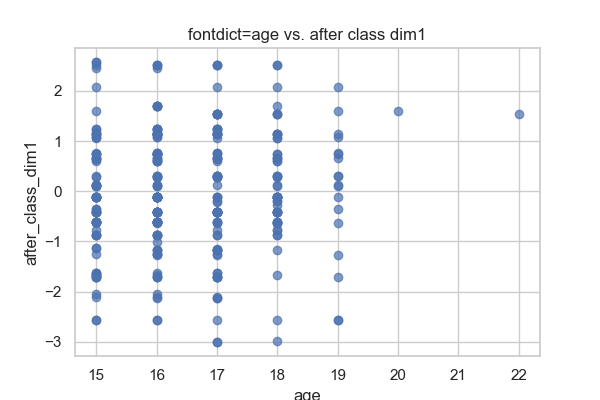 fontdict=age vs. after class dim1
after_class_dim1
2
1
0
−1
−2
−3
15 16 17 18 19 20 21 22
age